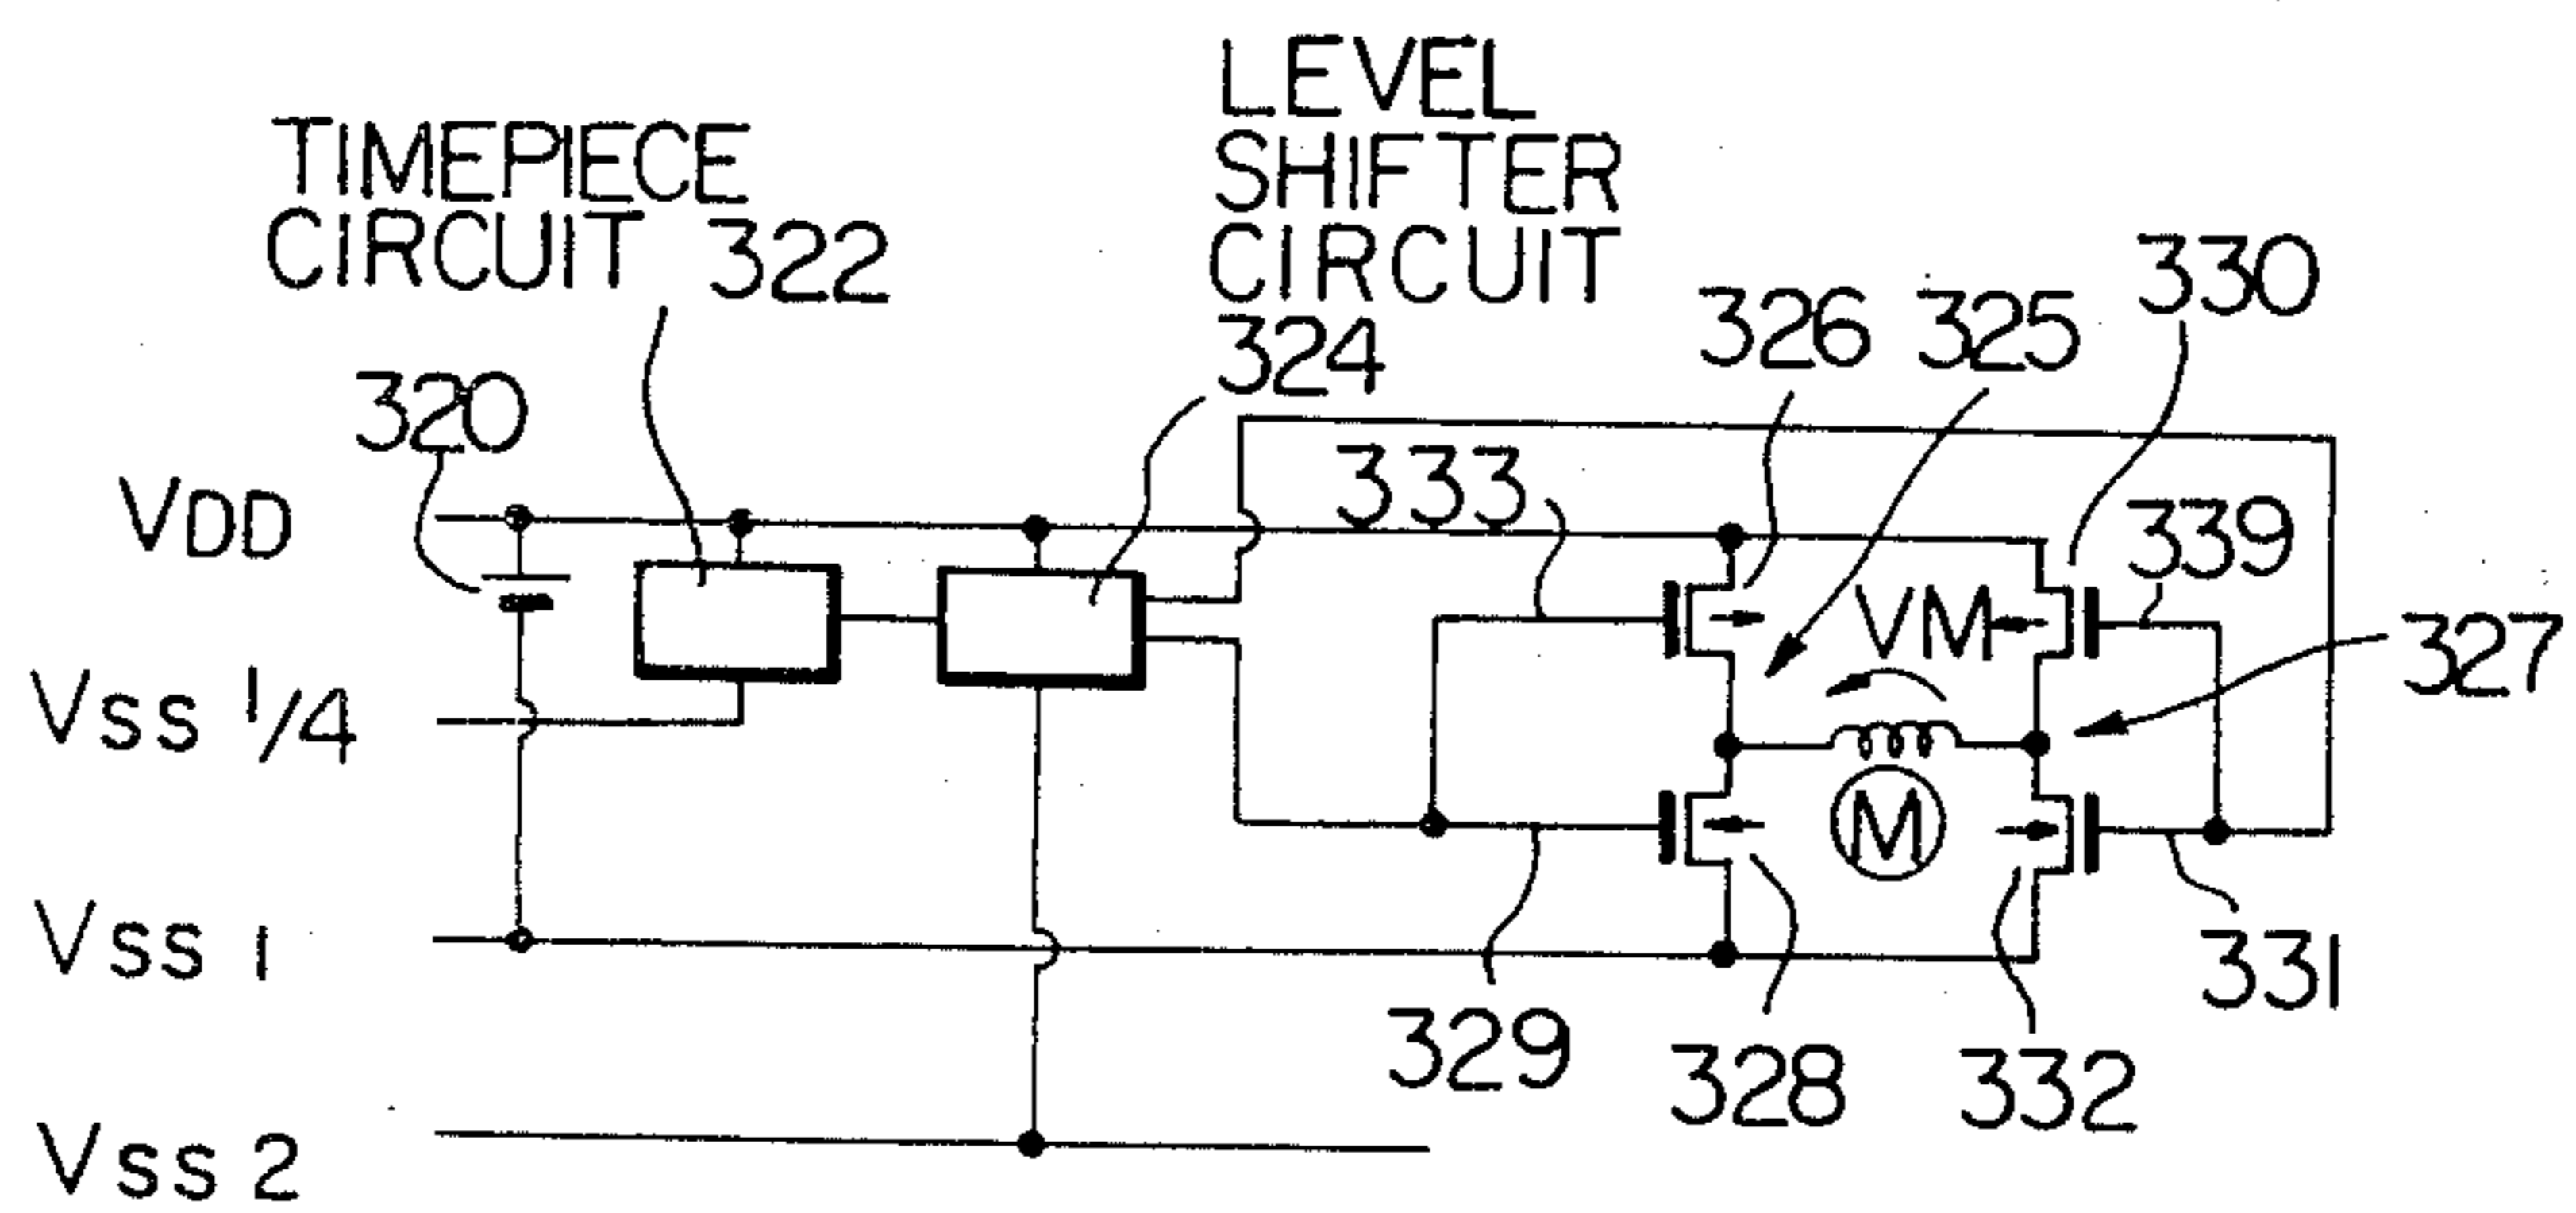 LEVEL
SHIFTER
CIRCUIT
324
TIMEPIECE
CIRCUIT 322
320
326
325
330
333
339
VDD
VM
327
VSS 1/4
M
VSS 1
331
329
328
332
VSS 2